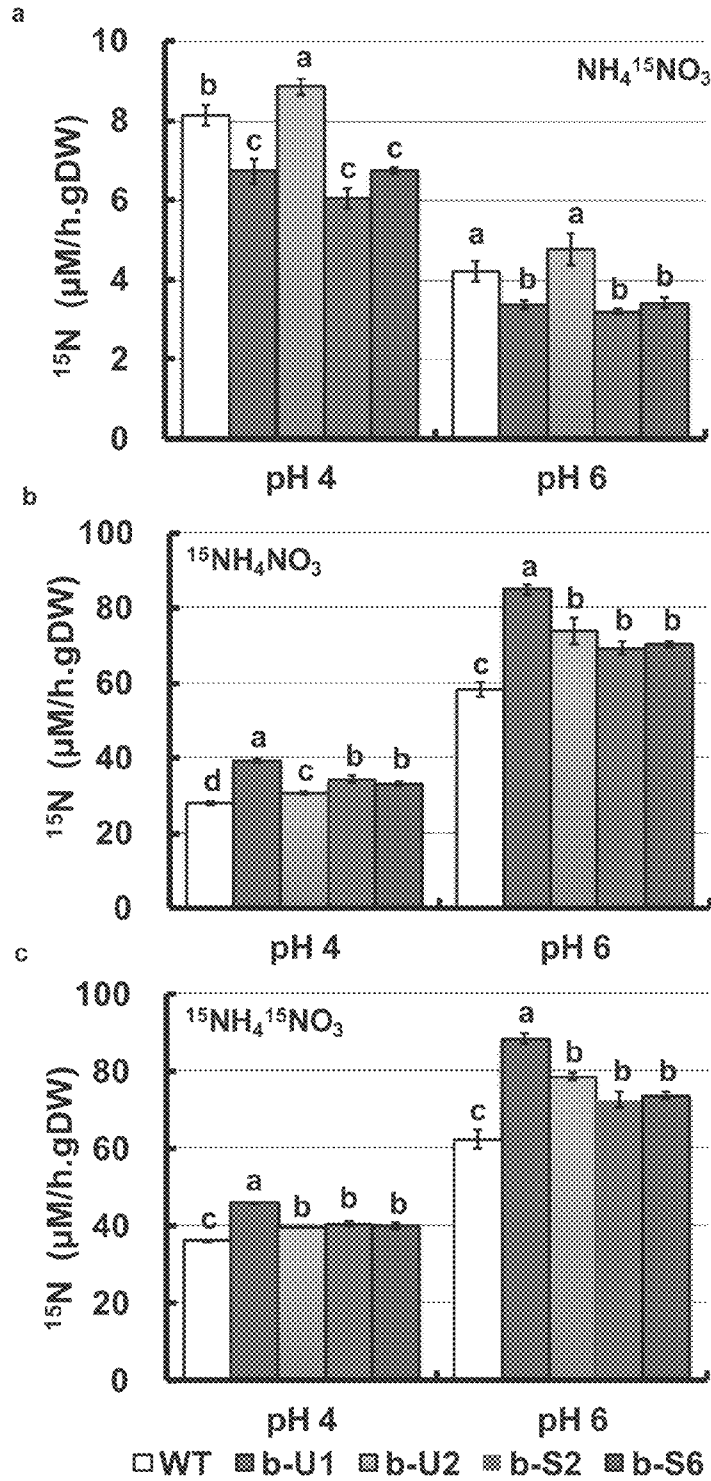 a
10
8
6
4
2
0
¹⁵N (µM/h.gDW)
NH₄¹⁵NO₃
b c a c c
a b a b b
pH 4 pH 6
b
100
80
60
40
20
0
¹⁵N (µM/h.gDW)
¹⁵NH₄NO₃
d a c b b
c a b b b
pH 4 pH 6
c
100
80
60
40
20
0
¹⁵N (µM/h.gDW)
¹⁵NH₄¹⁵NO₃
c a b b b
c a b b b
pH 4 pH 6
WT b-U1 b-U2 b-S2 b-S6